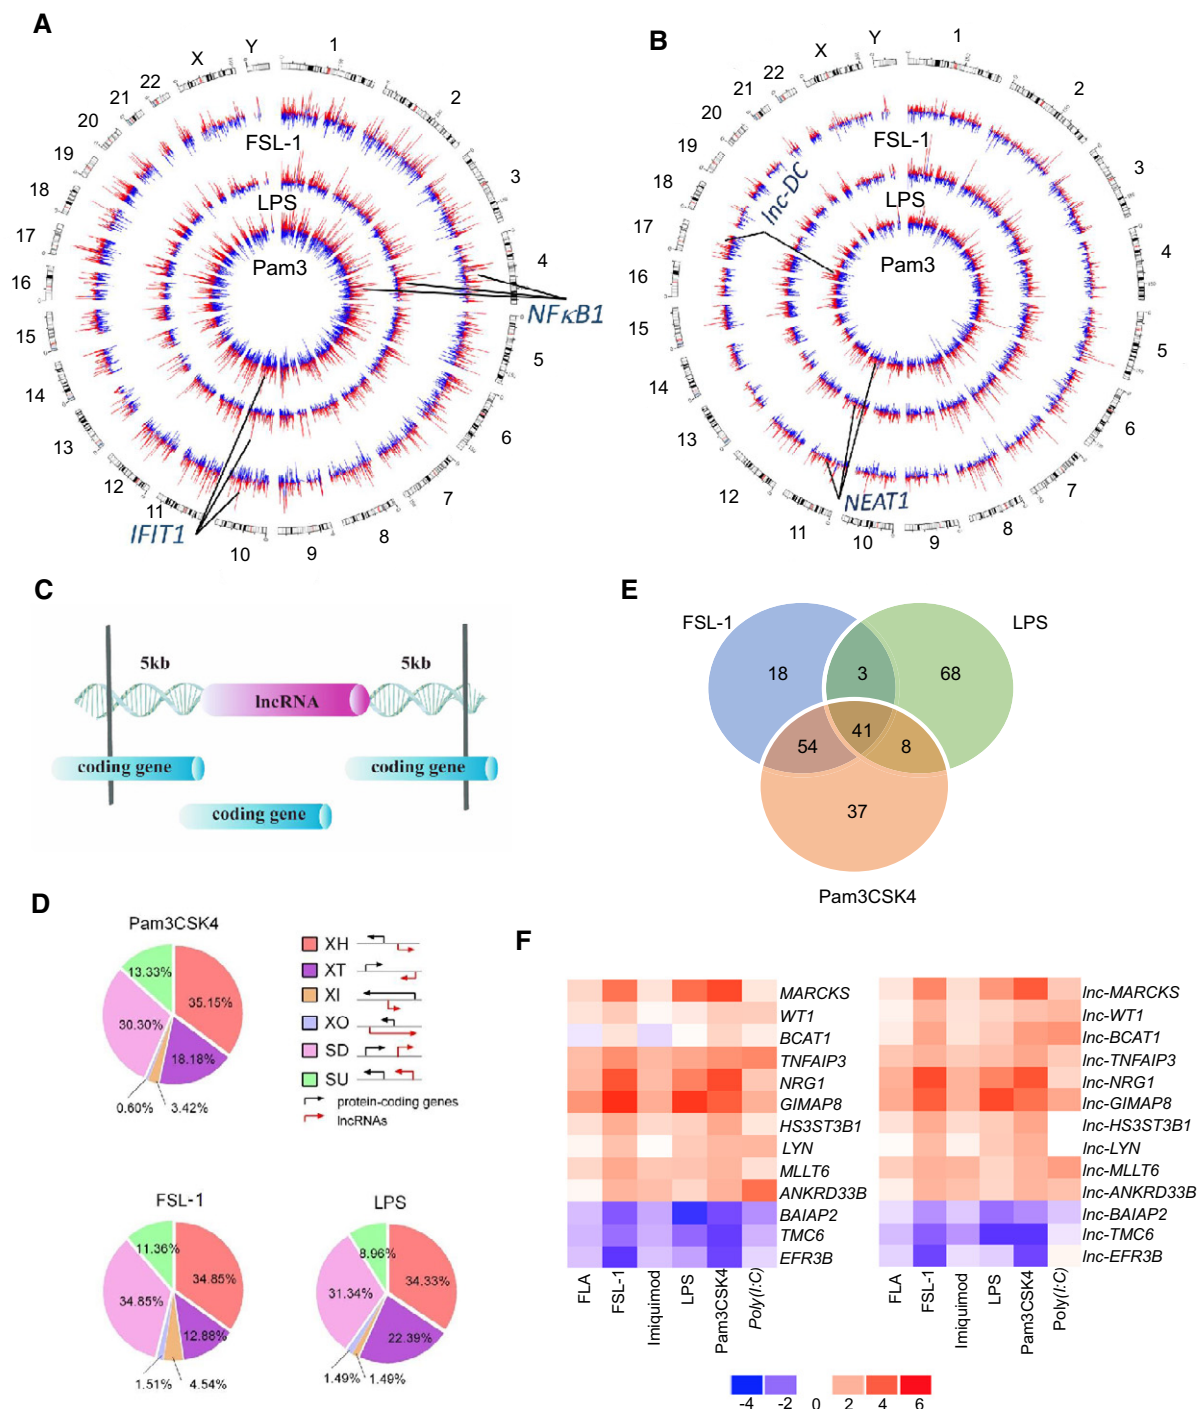 A
Y
1
X
2
22
21
20
3
FSL-1
19
18
LPS
17
4
Pam3
16
NFκB1
15
5
14
6
13
7
12
11
8
IFIT1
10
9
B
Y
1
X
2
22
21
20
FSL-1
3
19
lnc-DC
18
LPS
17
4
Pam3
16
15
5
14
6
13
7
12
NEAT1
11
8
10
9
C
5kb
5kb
lncRNA
coding gene
coding gene
coding gene
D
Pam3CSK4
13.33%
35.15%
30.30%
18.18%
0.60%
3.42%
XH
XT
XI
XO
SD
SU
protein-coding genes
lncRNAs
FSL-1
11.36%
34.85%
34.85%
12.88%
1.51%
4.54%
LPS
8.96%
34.33%
31.34%
22.39%
1.49%
1.49%
E
FSL-1
LPS
18
3
68
41
54
8
37
Pam3CSK4
F
MARCKS
WT1
BCAT1
TNFAIP3
NRG1
GIMAP8
HS3ST3B1
LYN
MLLT6
ANKRD33B
BAIAP2
TMC6
EFR3B
FLA
FSL-1
Imiquimod
LPS
Pam3CSK4
Poly(I:C)
lnc-MARCKS
lnc-WT1
lnc-BCAT1
lnc-TNFAIP3
lnc-NRG1
lnc-GIMAP8
lnc-HS3ST3B1
lnc-LYN
lnc-MLLT6
lnc-ANKRD33B
lnc-BAIAP2
lnc-TMC6
lnc-EFR3B
FLA
FSL-1
Imiquimod
LPS
Pam3CSK4
Poly(I:C)
-4 -2 0 2 4 6